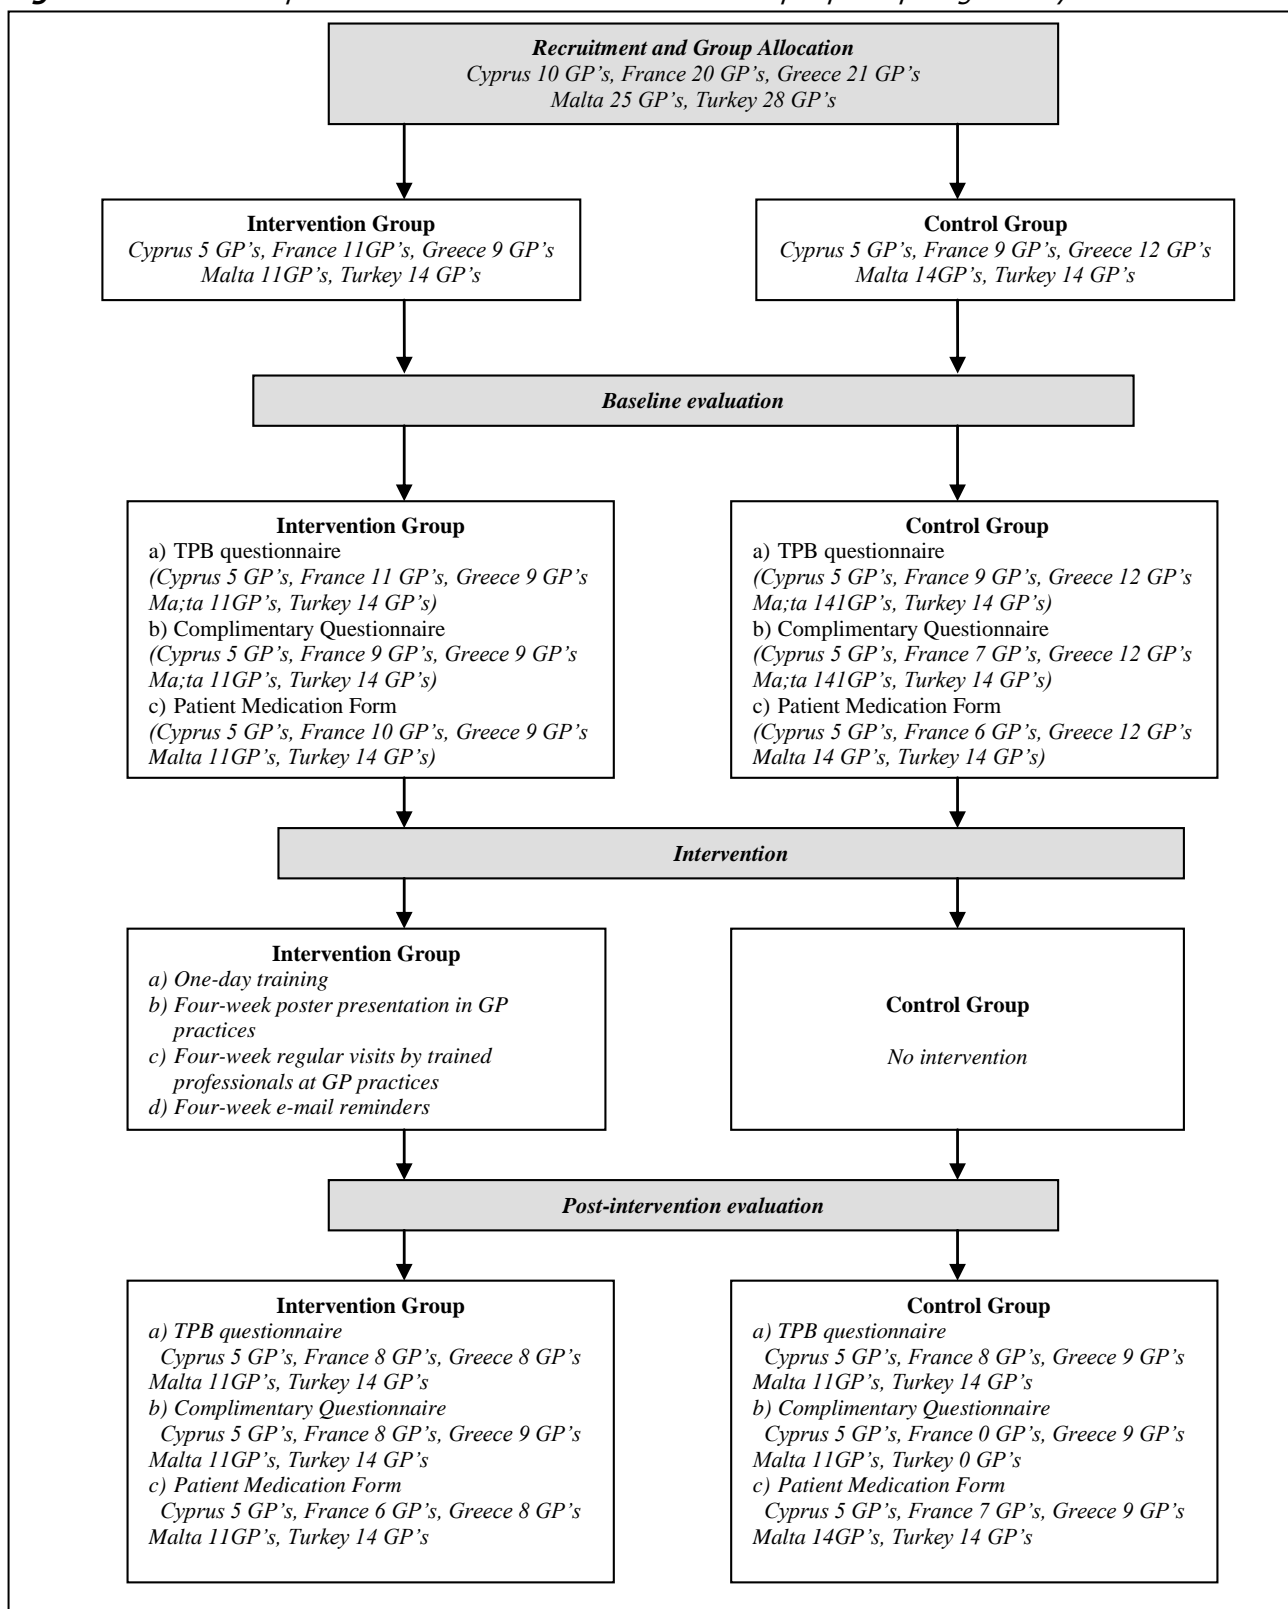 Recruitment and Group Allocation
Cyprus 10 GP's, France 20 GP's, Greece 21 GP's
Malta 25 GP's, Turkey 28 GP's
Intervention Group
Cyprus 5 GP's, France 11GP's, Greece 9 GP's
Malta 11GP's, Turkey 14 GP's
Control Group
Cyprus 5 GP's, France 9 GP's, Greece 12 GP's
Malta 14GP's, Turkey 14 GP's
Baseline evaluation
Intervention Group
a) TPB questionnaire
(Cyprus 5 GP's, France 11 GP's, Greece 9 GP's
Ma;ta 11GP's, Turkey 14 GP's)
b) Complimentary Questionnaire
(Cyprus 5 GP's, France 9 GP's, Greece 9 GP's
Ma;ta 11GP's, Turkey 14 GP's)
c) Patient Medication Form
(Cyprus 5 GP's, France 10 GP's, Greece 9 GP's
Malta 11GP's, Turkey 14 GP's)
Control Group
a) TPB questionnaire
(Cyprus 5 GP's, France 9 GP's, Greece 12 GP's
Ma;ta 141GP's, Turkey 14 GP's)
b) Complimentary Questionnaire
(Cyprus 5 GP's, France 7 GP's, Greece 12 GP's
Ma;ta 141GP's, Turkey 14 GP's)
c) Patient Medication Form
(Cyprus 5 GP's, France 6 GP's, Greece 12 GP's
Malta 14 GP's, Turkey 14 GP's)
Intervention
Intervention Group
a) One-day training
b) Four-week poster presentation in GP
practices
c) Four-week regular visits by trained
professionals at GP practices
d) Four-week e-mail reminders
Control Group
No intervention
Post-intervention evaluation
Intervention Group
a) TPB questionnaire
Cyprus 5 GP's, France 8 GP's, Greece 8 GP's
Malta 11GP's, Turkey 14 GP's
b) Complimentary Questionnaire
Cyprus 5 GP's, France 8 GP's, Greece 9 GP's
Malta 11GP's, Turkey 14 GP's
c) Patient Medication Form
Cyprus 5 GP's, France 6 GP's, Greece 8 GP's
Malta 11GP's, Turkey 14 GP's
Control Group
a) TPB questionnaire
Cyprus 5 GP's, France 8 GP's, Greece 9 GP's
Malta 11GP's, Turkey 14 GP's
b) Complimentary Questionnaire
Cyprus 5 GP's, France 0 GP's, Greece 9 GP's
Malta 11GP's, Turkey 0 GP's
c) Patient Medication Form
Cyprus 5 GP's, France 7 GP's, Greece 9 GP's
Malta 14GP's, Turkey 14 GP's